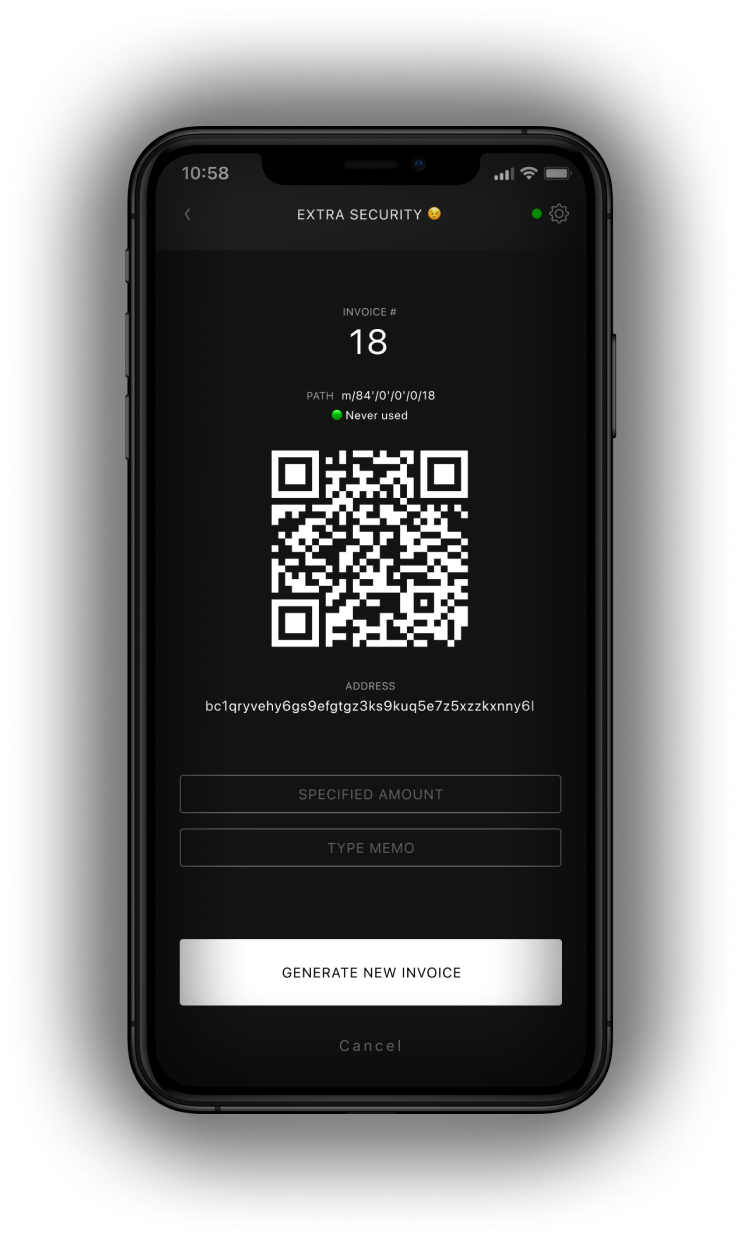 10:58
EXTRA SECURITY 😉
INVOICE #
18
PATH m/84'/0'/0'/0/18
Never used
ADDRESS
bc1qryvehy6gs9efgtgz3ks9kuq5e7z5xzzkxnny6l
SPECIFIED AMOUNT
TYPE MEMO
GENERATE NEW INVOICE
Cancel